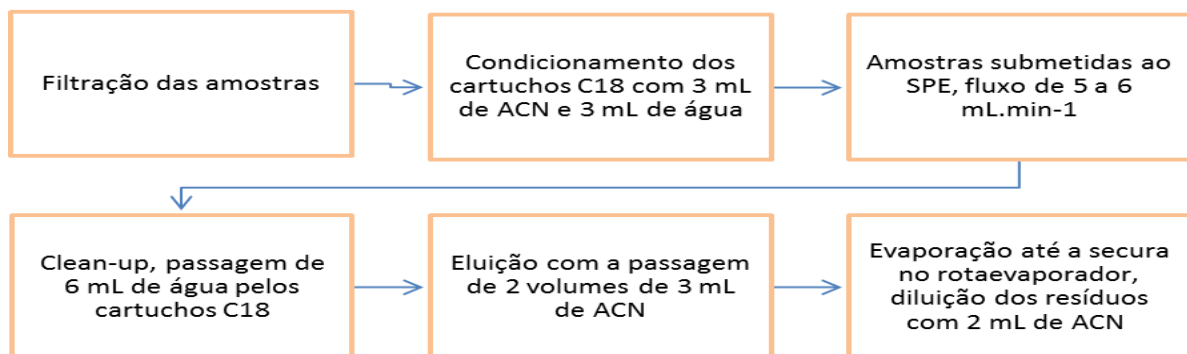 Filtração das amostras
Condicionamento dos
cartuchos C18 com 3 mL
de ACN e 3 mL de água
Amostras submetidas ao
SPE, fluxo de 5 a 6
mL.min-1
Clean-up, passagem de
6 mL de água pelos
cartuchos C18
Eluição com a passagem
de 2 volumes de 3 mL
de ACN
Evaporação até a secura
no rotaevaporador,
diluição dos resíduos
com 2 mL de ACN